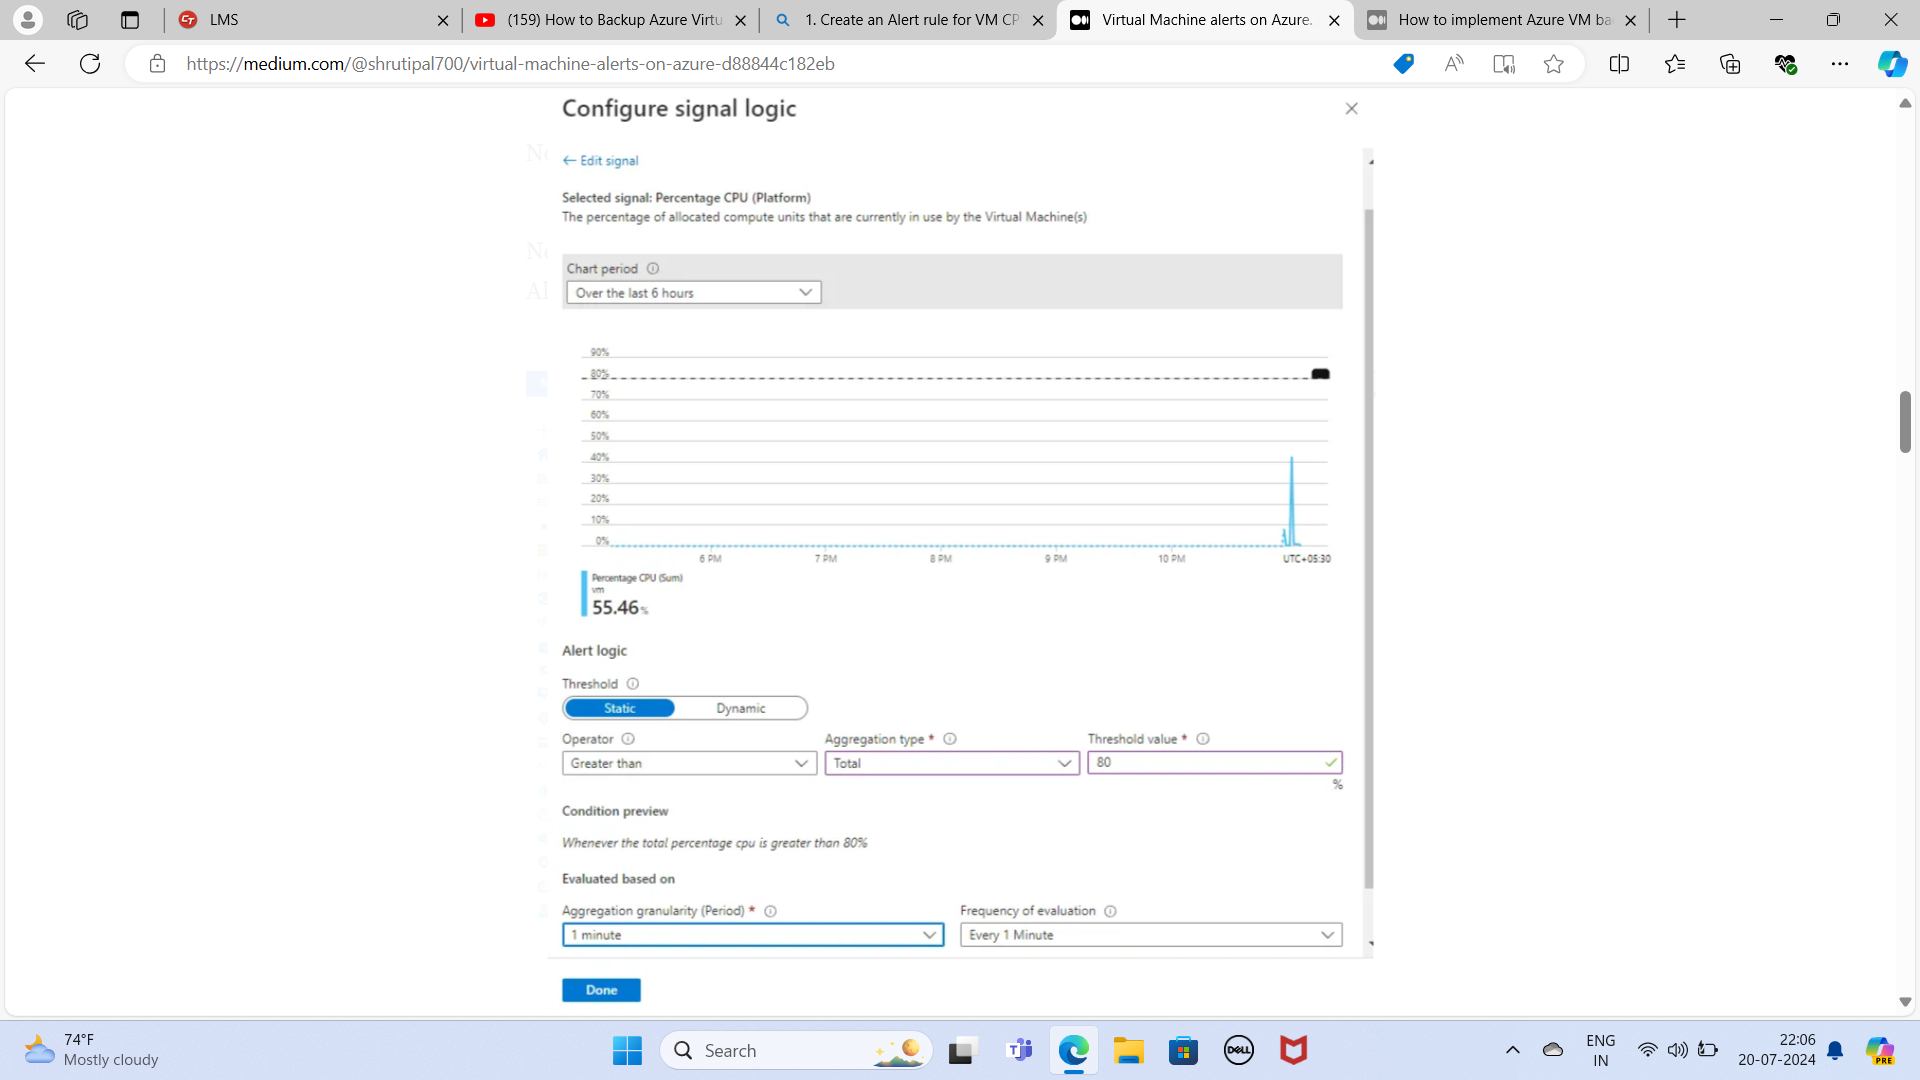 LMS
(159) How to Backup Azure Virtu
1. Create an Alert rule for VM CP
Virtual Machine alerts on Azure.
How to implement Azure VM ba
https://medium.com/@shrutipal700/virtual-machine-alerts-on-azure-d88844c182eb
Configure signal logic
← Edit signal
Selected signal: Percentage CPU (Platform)
The percentage of allocated compute units that are currently in use by the Virtual Machine(s)
Chart period
Over the last 6 hours
90%
80%
70%
60%
50%
40%
30%
20%
10%
0%
6 PM 7 PM 8 PM 9 PM 10 PM UTC+05:30
Percentage CPU (Sum)
vm
55.46 %
Alert logic
Threshold
Static Dynamic
Operator Aggregation type * Threshold value *
Greater than Total 80
%
Condition preview
Whenever the total percentage cpu is greater than 80%
Evaluated based on
Aggregation granularity (Period) * Frequency of evaluation
1 minute Every 1 Minute
Done
74°F
Mostly cloudy
Search
DELL
ENG
IN
22:06
20-07-2024
PRE